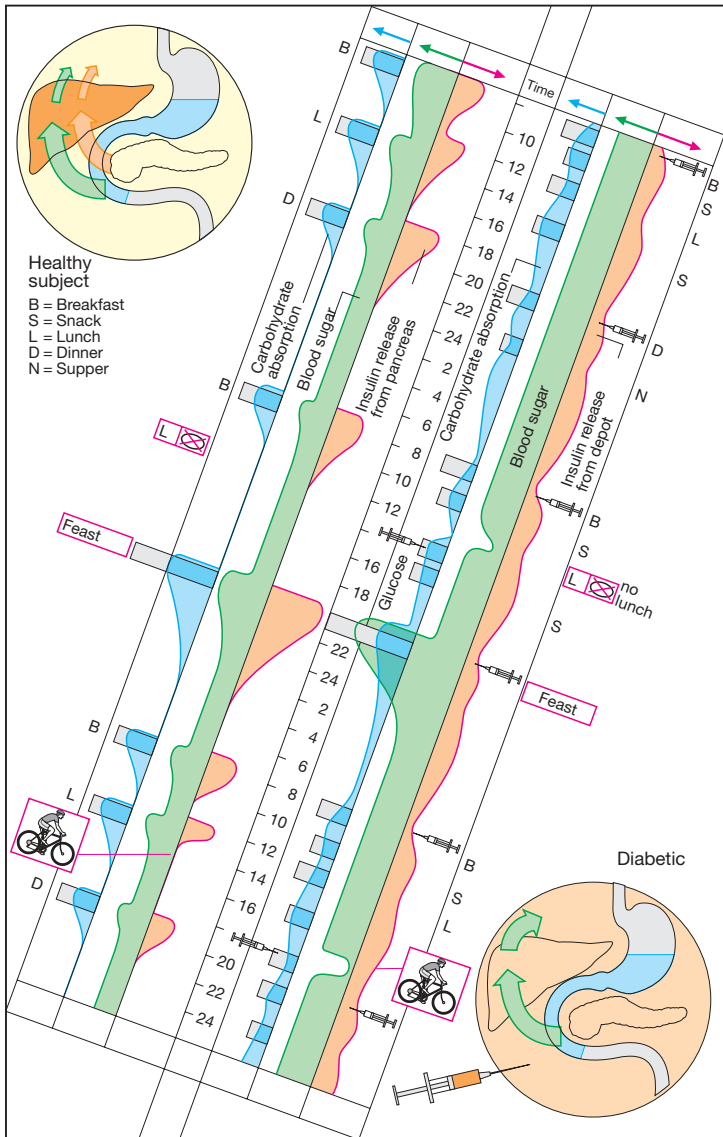 B
L
D
Healthy
subject
B = Breakfast
S = Snack
L = Lunch
D = Dinner
N = Supper
Carbohydrate
absorption
Blood sugar
Insulin release
from pancreas
B
L
Feast
B
L
D
Time
10
12
14
16
18
20
22
24
2
4
6
8
10
12
16
18
22
24
2
4
6
8
10
12
14
16
20
22
24
Carbohydrate absorption
Glucose
Blood sugar
Insulin release
from depot
B
S
L
S
D
N
B
S
L
no
lunch
S
Feast
B
S
L
Diabetic